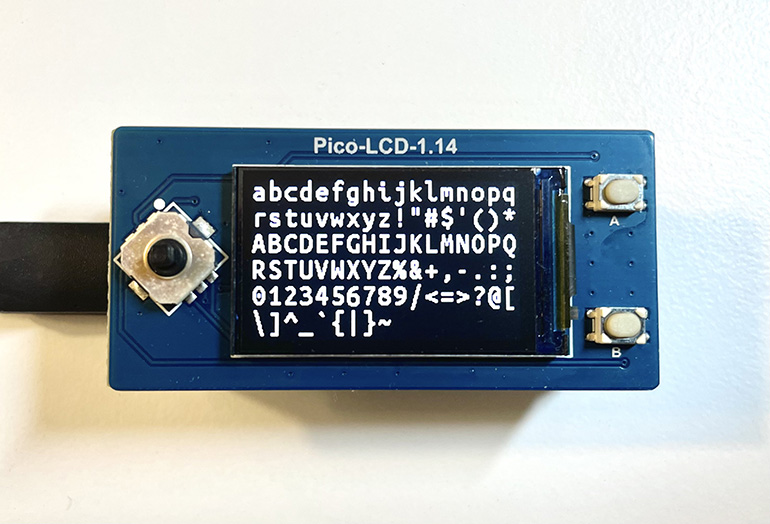 Pico-LCD-1.14
abcdefghijklmnopq
rstuvwxyz!"#$'()*
ABCDEFGHIJKLMNOPQ
RSTUVWXYZ%&+,-.:;
0123456789/<=>?@[
\]^_`{|}~
A
B